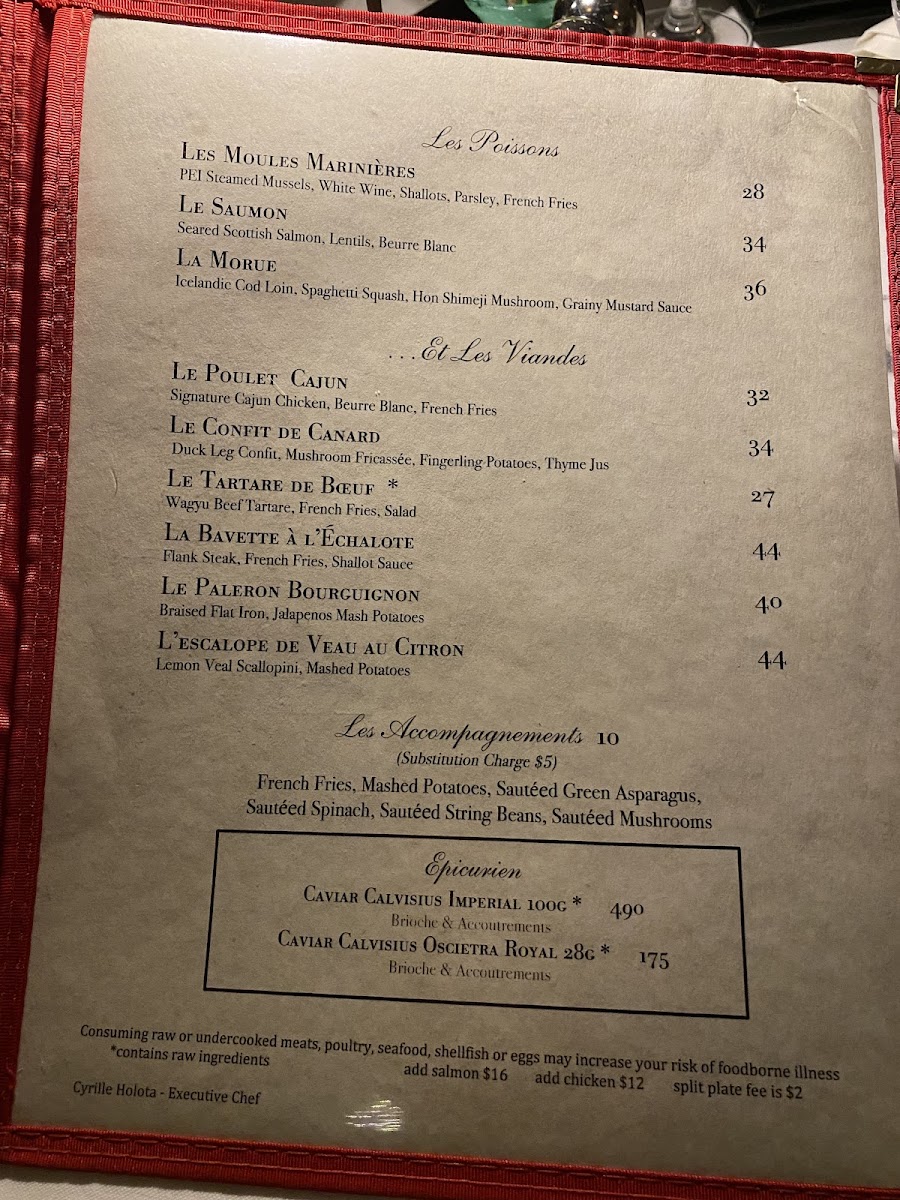 Les Poissons
Les Moules Marinières 28
PEI Steamed Mussels, White Wine, Shallots, Parsley, French Fries
Le Saumon 34
Seared Scottish Salmon, Lentils, Beurre Blanc
La Morue 36
Icelandic Cod Loin, Spaghetti Squash, Hon Shimeji Mushroom, Grainy Mustard Sauce
...Et Les Viandes
Le Poulet Cajun 32
Signature Cajun Chicken, Beurre Blanc, French Fries
Le Confit de Canard 34
Duck Leg Confit, Mushroom Fricassée, Fingerling Potatoes, Thyme Jus
Le Tartare de Bœuf * 27
Wagyu Beef Tartare, French Fries, Salad
La Bavette à l'Échalote 44
Flank Steak, French Fries, Shallot Sauce
Le Paleron Bourguignon 40
Braised Flat Iron, Jalapenos Mash Potatoes
L'escalope de Veau au Citron 44
Lemon Veal Scallopini, Mashed Potatoes
Les Accompagnements 10
(Substitution Charge $5)
French Fries, Mashed Potatoes, Sautéed Green Asparagus,
Sautéed Spinach, Sautéed String Beans, Sautéed Mushrooms
Epicurien
Caviar Calvisius Imperial 100g * 490
Brioche & Accoutrements
Caviar Calvisius Oscietra Royal 28g * 175
Brioche & Accoutrements
Consuming raw or undercooked meats, poultry, seafood, shellfish or eggs may increase your risk of foodborne illness
*contains raw ingredients add salmon $16 add chicken $12 split plate fee is $2
Cyrille Holota - Executive Chef